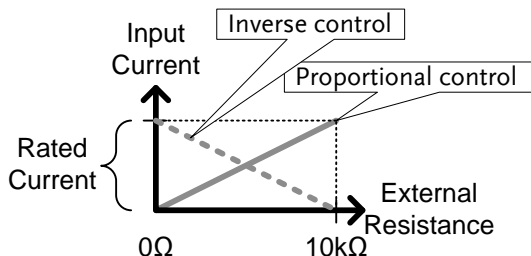 Inverse control
Input
Current
Proportional control
Rated
Current
External
Resistance
0Ω
10kΩ